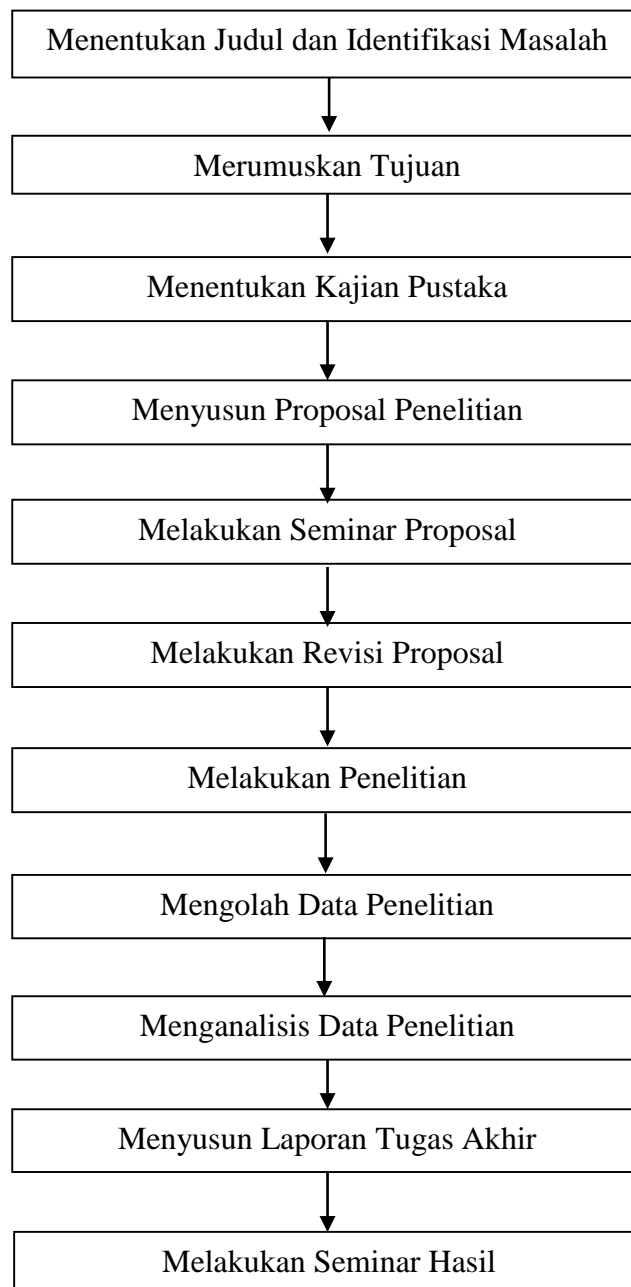 Menentukan Judul dan Identifikasi Masalah
Merumuskan Tujuan
Menentukan Kajian Pustaka
Menyusun Proposal Penelitian
Melakukan Seminar Proposal
Melakukan Revisi Proposal
Melakukan Penelitian
Mengolah Data Penelitian
Menganalisis Data Penelitian
Menyusun Laporan Tugas Akhir
Melakukan Seminar Hasil